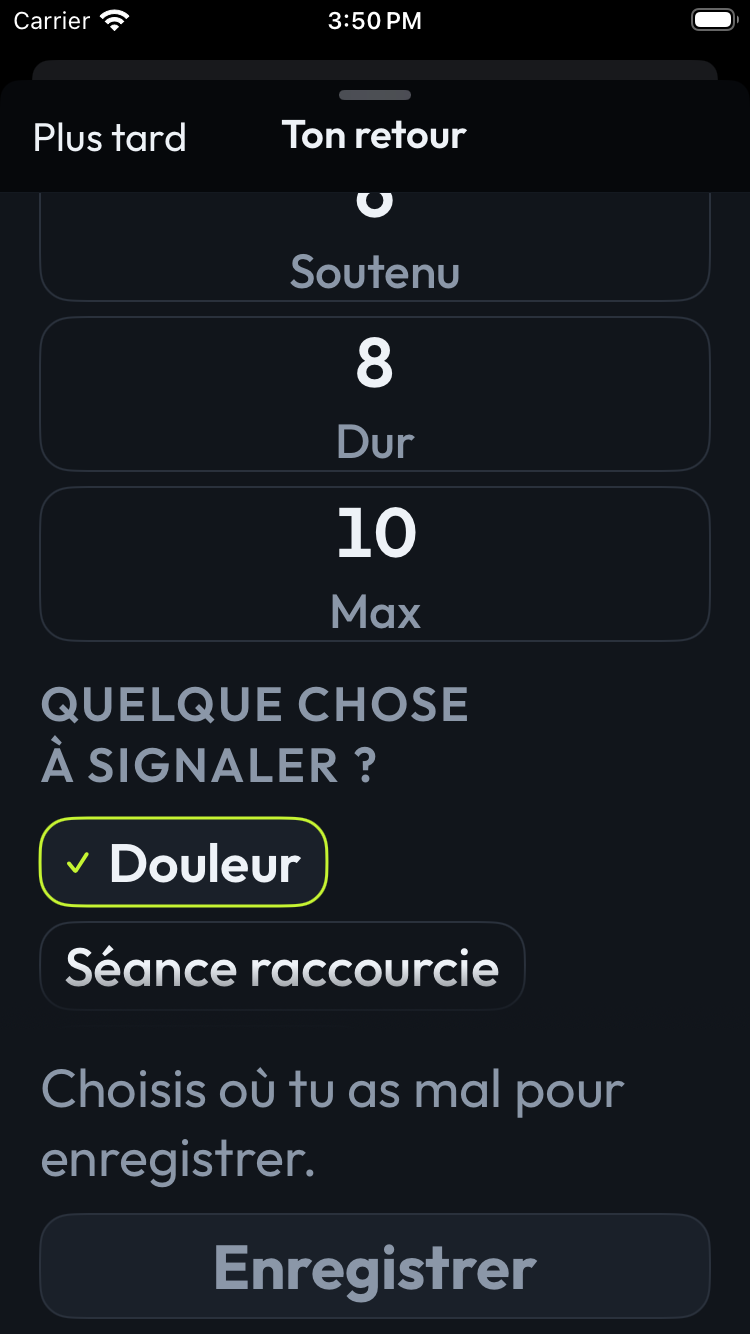 Carrier 3:50 PM
Plus tard Ton retour
Soutenu
8
Dur
10
Max
QUELQUE CHOSE
À SIGNALER ?
✓ Douleur
Séance raccourcie
Choisis où tu as mal pour
enregistrer.
Enregistrer